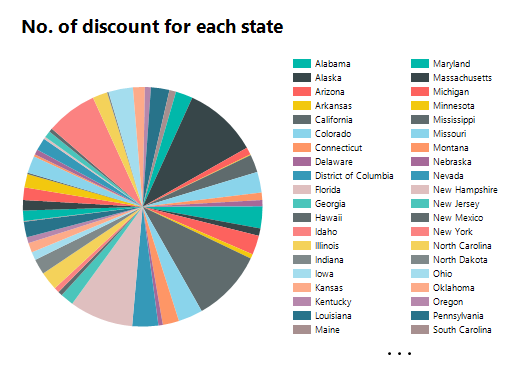 No. of discount for each state
Alabama
Alaska
Arizona
Arkansas
California
Colorado
Connecticut
Delaware
District of Columbia
Florida
Georgia
Hawaii
Idaho
Illinois
Indiana
Iowa
Kansas
Kentucky
Louisiana
Maine
Maryland
Massachusetts
Michigan
Minnesota
Mississippi
Missouri
Montana
Nebraska
Nevada
New Hampshire
New Jersey
New Mexico
New York
North Carolina
North Dakota
Ohio
Oklahoma
Oregon
Pennsylvania
South Carolina
...